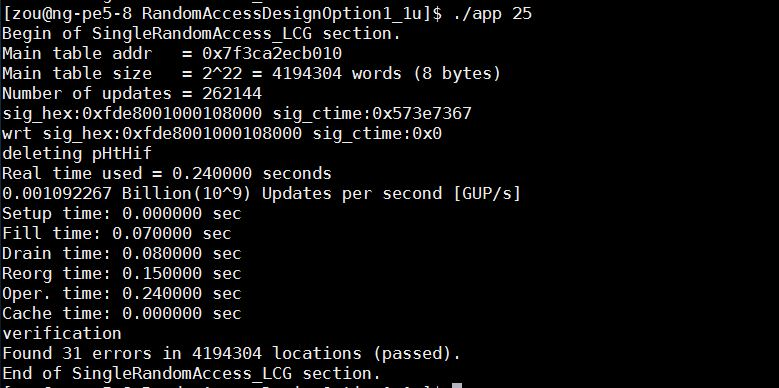 [zou@ng-pe5-8 RandomAccessDesignOption1_1u]$ ./app 25
Begin of SingleRandomAccess_LCG section.
Main table addr   = 0x7f3ca2ecb010
Main table size   = 2^22 = 4194304 words (8 bytes)
Number of updates = 262144
sig_hex:0xfde8001000108000 sig_ctime:0x573e7367
wrt sig_hex:0xfde8001000108000 sig_ctime:0x0
deleting pHtHif
Real time used = 0.240000 seconds
0.001092267 Billion(10^9) Updates per second [GUP/s]
Setup time: 0.000000 sec
Fill time: 0.070000 sec
Drain time: 0.080000 sec
Reorg time: 0.150000 sec
Oper. time: 0.240000 sec
Cache time: 0.000000 sec
verification
Found 31 errors in 4194304 locations (passed).
End of SingleRandomAccess_LCG section.